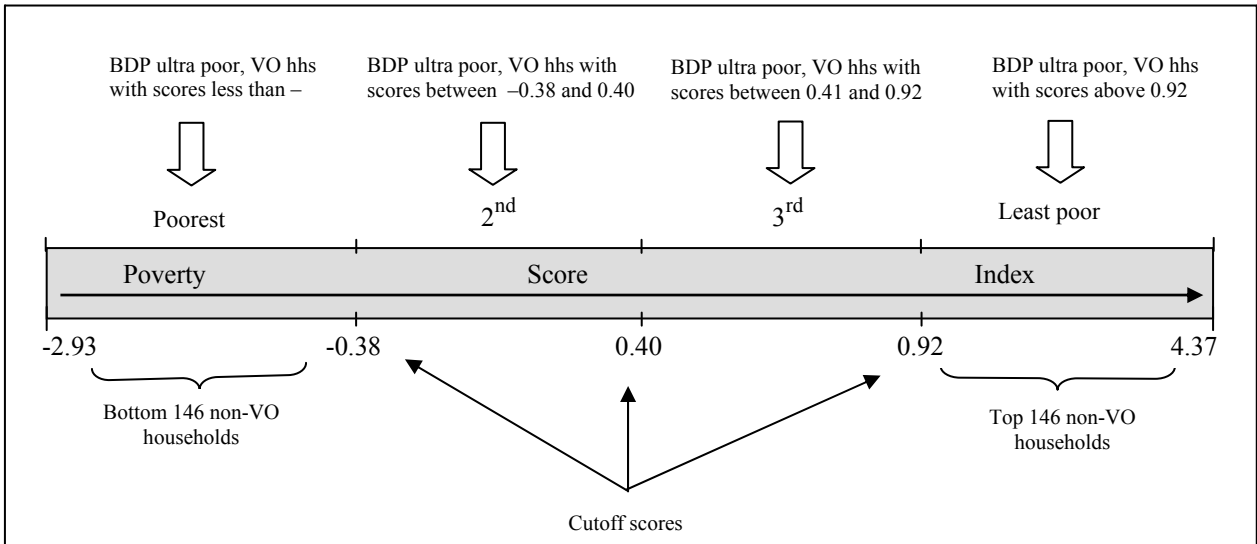 BDP ultra poor, VO hhs
with scores less than –
BDP ultra poor, VO hhs with
scores between –0.38 and 0.40
BDP ultra poor, VO hhs with
scores between 0.41 and 0.92
BDP ultra poor, VO hhs
with scores above 0.92
Poorest
2nd
3rd
Least poor
Poverty
Score
Index
-2.93
-0.38
0.40
0.92
4.37
Bottom 146 non-VO
households
Top 146 non-VO
households
Cutoff scores